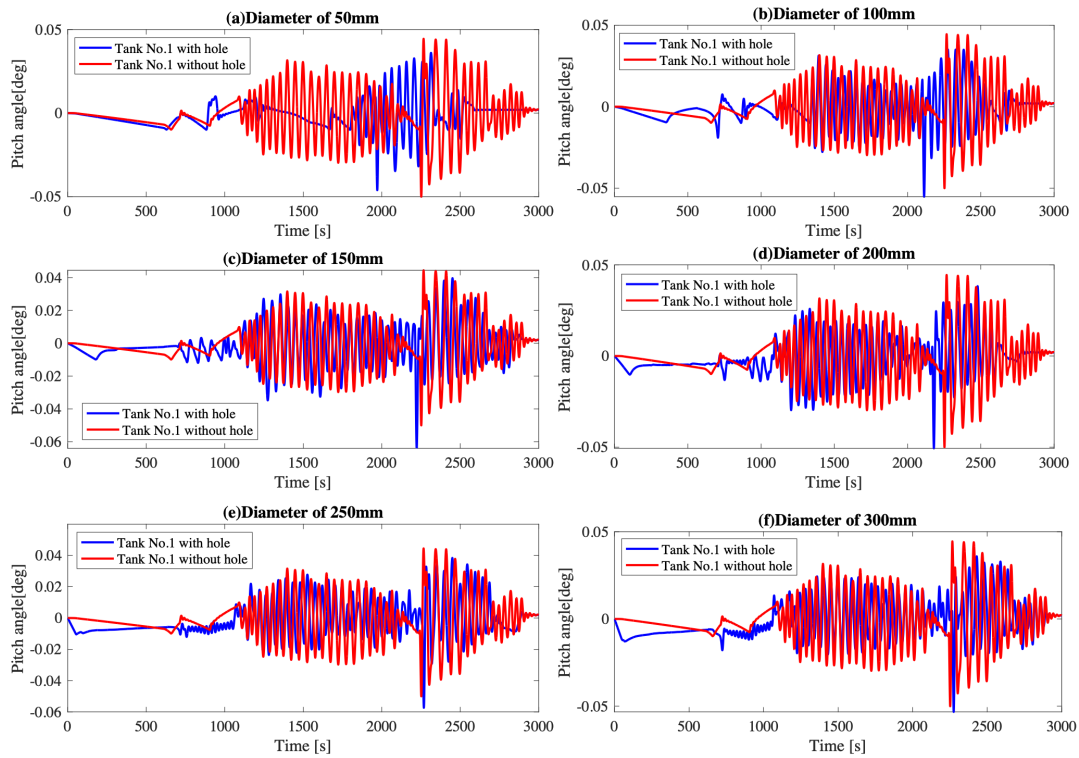 (a)Diameter of 50mm
0.05
0
-0.05
Pitch angle[deg]
Tank No.1 with hole
Tank No.1 without hole
0 500 1000 1500 2000 2500 3000
Time [s]
(b)Diameter of 100mm
0.05
0
-0.05
Pitch angle[deg]
Tank No.1 with hole
Tank No.1 without hole
0 500 1000 1500 2000 2500 3000
Time [s]
(c)Diameter of 150mm
0.04
0.02
0
-0.02
-0.04
-0.06
Pitch angle[deg]
Tank No.1 with hole
Tank No.1 without hole
0 500 1000 1500 2000 2500 3000
Time [s]
(d)Diameter of 200mm
0.05
0
-0.05
Pitch angle[deg]
Tank No.1 with hole
Tank No.1 without hole
0 500 1000 1500 2000 2500 3000
Time [s]
(e)Diameter of 250mm
0.04
0.02
0
-0.02
-0.04
-0.06
Pitch angle[deg]
Tank No.1 with hole
Tank No.1 without hole
0 500 1000 1500 2000 2500 3000
Time [s]
(f)Diameter of 300mm
0.05
0
-0.05
Pitch angle[deg]
Tank No.1 with hole
Tank No.1 without hole
0 500 1000 1500 2000 2500 3000
Time [s]